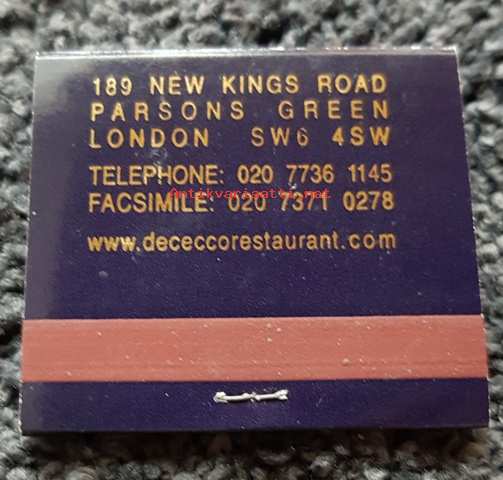 189 NEW KINGS ROAD
PARSONS GREEN
LONDON SW6 4SW
TELEPHONE: 020 7736 1145
Antikvariaatti.net
FACSIMILE: 020 7371 0278
www.dececcorestaurant.com